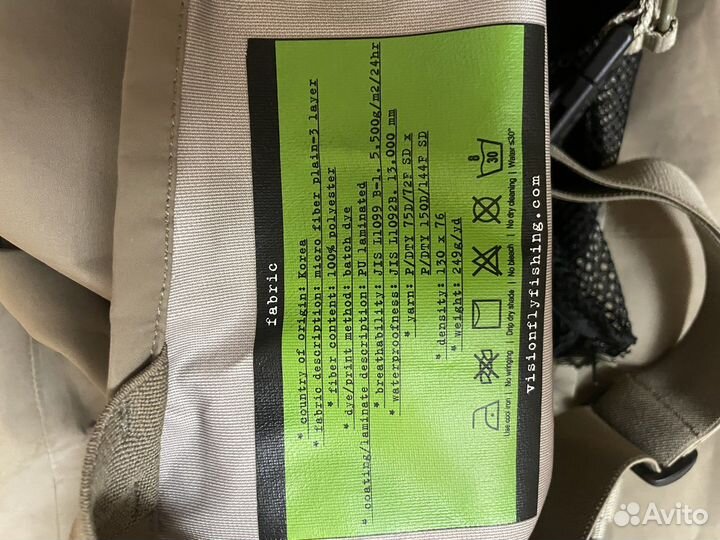 fabric
* country of origin: Korea
* fabric description: micro fiber plain-3 layer
* fiber content: 100% polyester
* dye/print method: batch dye
* coating/laminate description: PU laminated
* breathability: JIS L1099 B-1. 5.500g/m2/24hr
* waterproofness: JIS L1092B. 13.000 mm
* yarn: P/DTY 75D/72F SD x
P/DTY 150D/144F SD
* density: 130 x 76
* weight: 249g/yd
8
30
Use cool iron | No wringing | Drip dry shade | No bleach | No dry cleaning | Water ≤30°
visionflyfishing.com
Avito